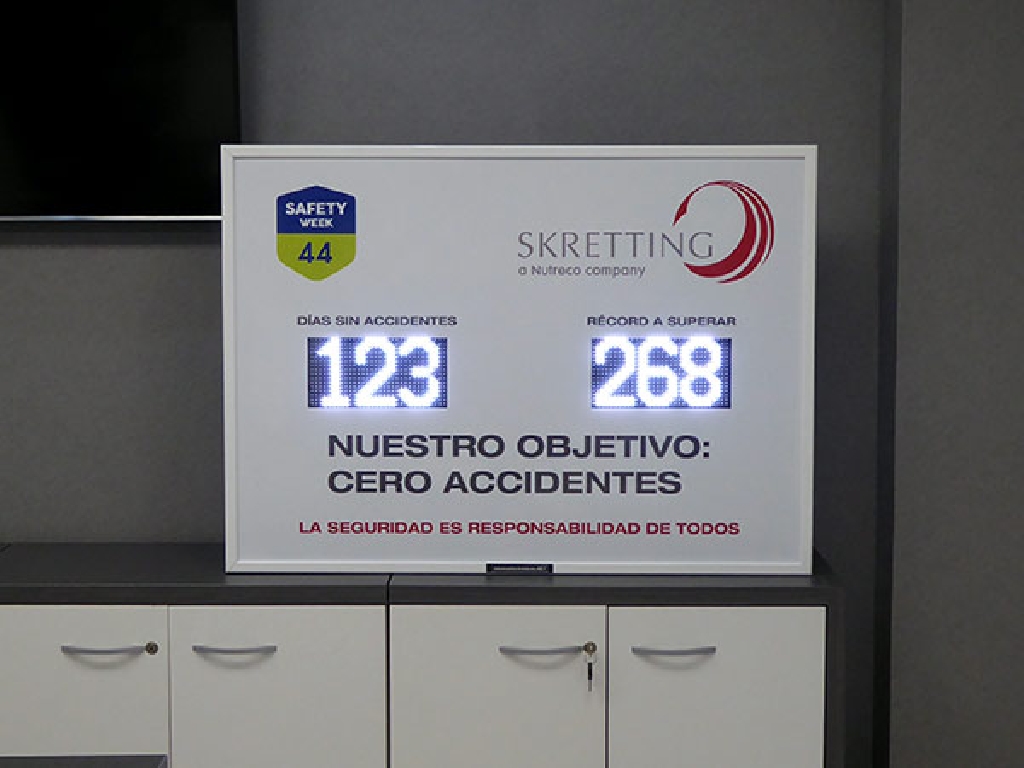 SAFETY
WEEK
44
SKRETTING
a Nutreco company
DÍAS SIN ACCIDENTES
RÉCORD A SUPERAR
123
268
NUESTRO OBJETIVO:
CERO ACCIDENTES
LA SEGURIDAD ES RESPONSABILIDAD DE TODOS